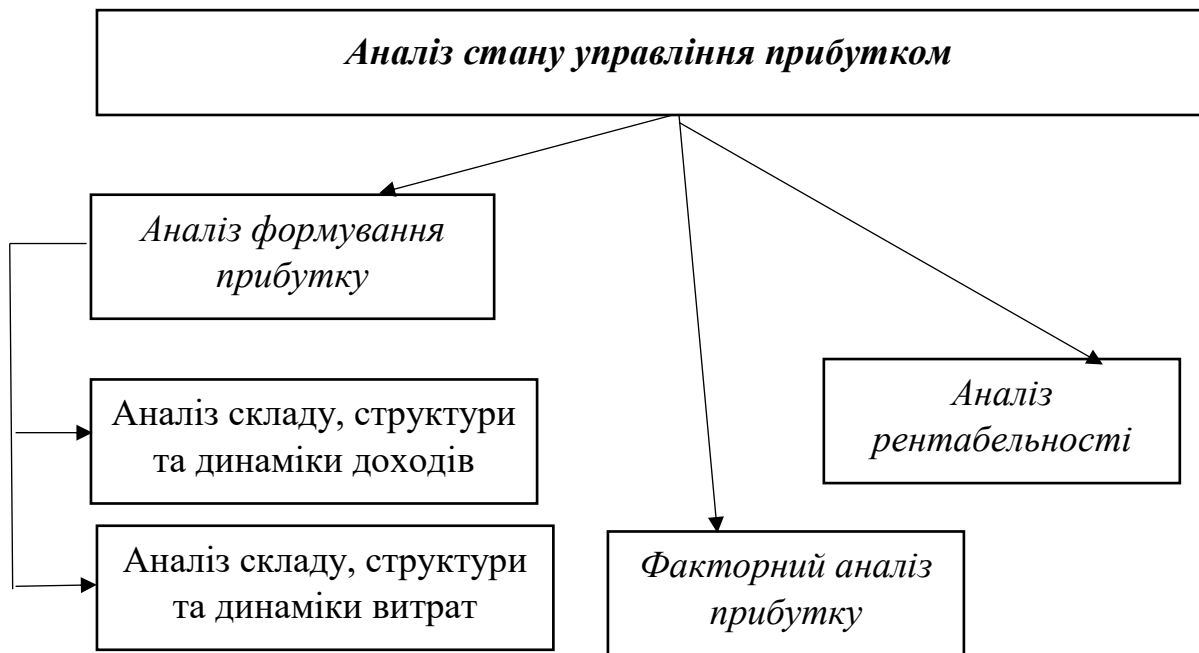 Аналіз стану управління прибутком
Аналіз формування
прибутку
Аналіз складу, структури
та динаміки доходів
Аналіз складу, структури
та динаміки витрат
Факторний аналіз
прибутку
Аналіз
рентабельності